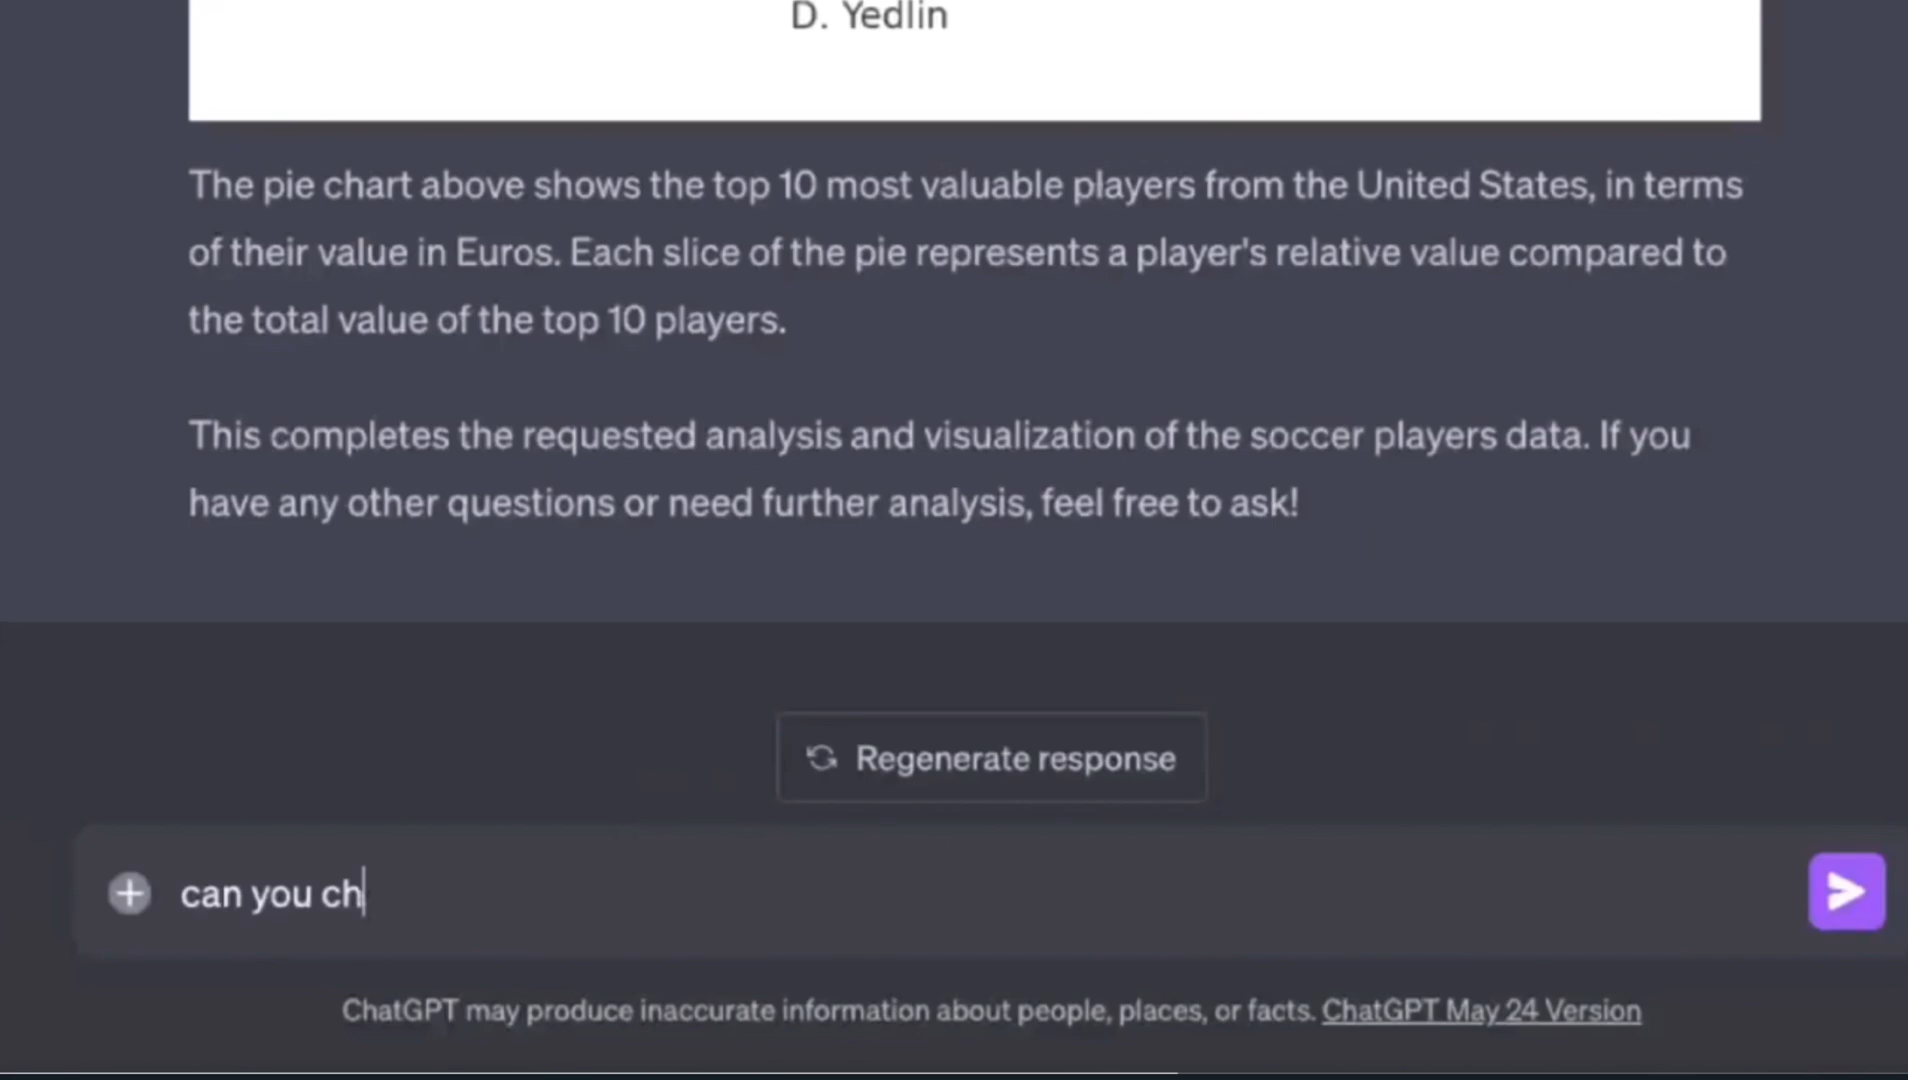 D. Yedlin
The pie chart above shows the top 10 most valuable players from the United States, in terms
of their value in Euros. Each slice of the pie represents a player's relative value compared to
the total value of the top 10 players.
This completes the requested analysis and visualization of the soccer players data. If you
have any other questions or need further analysis, feel free to ask!
Regenerate response
can you ch
ChatGPT may produce inaccurate information about people, places, or facts. ChatGPT May 24 Version